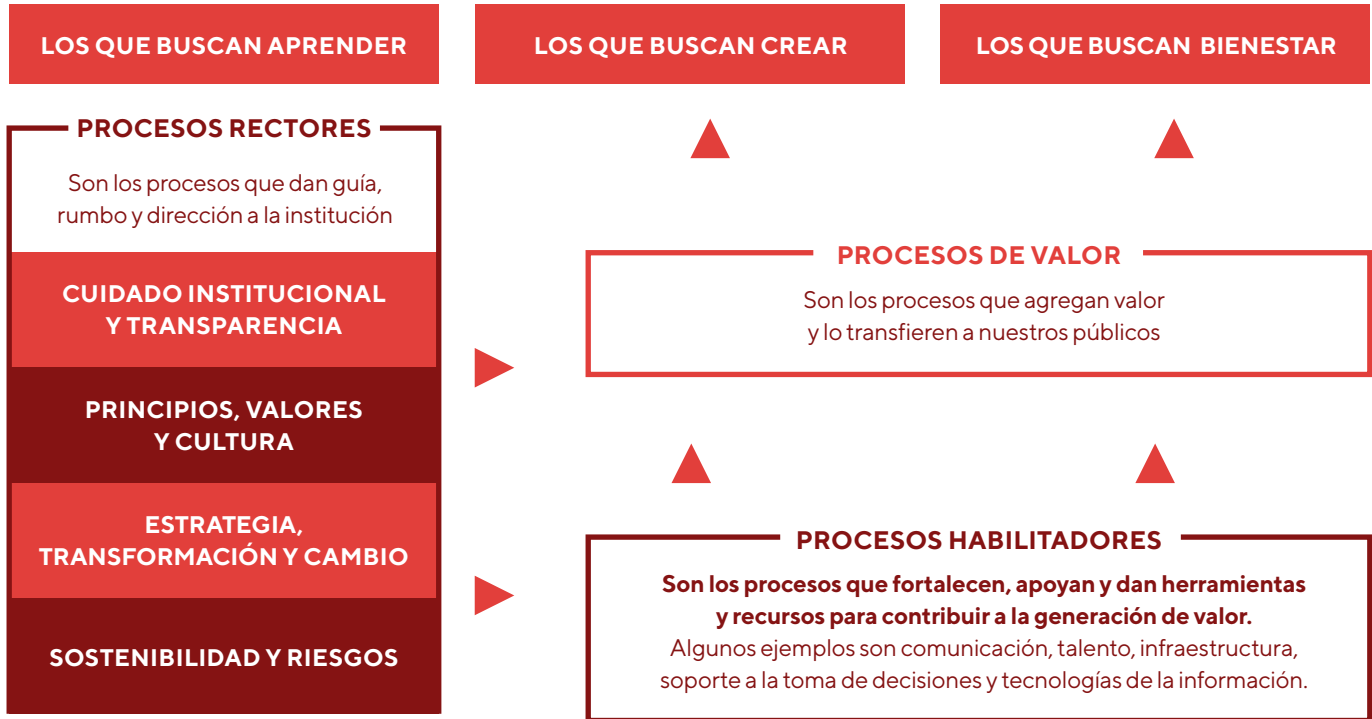 LOS QUE BUSCAN APRENDER
LOS QUE BUSCAN CREAR
LOS QUE BUSCAN BIENESTAR
PROCESOS RECTORES
Son los procesos que dan guía,
rumbo y dirección a la institución
CUIDADO INSTITUCIONAL
Y TRANSPARENCIA
PRINCIPIOS, VALORES
Y CULTURA
ESTRATEGIA,
TRANSFORMACIÓN Y CAMBIO
SOSTENIBILIDAD Y RIESGOS
PROCESOS DE VALOR
Son los procesos que agregan valor
y lo transfieren a nuestros públicos
PROCESOS HABILITADORES
Son los procesos que fortalecen, apoyan y dan herramientas
y recursos para contribuir a la generación de valor.
Algunos ejemplos son comunicación, talento, infraestructura,
soporte a la toma de decisiones y tecnologías de la información.